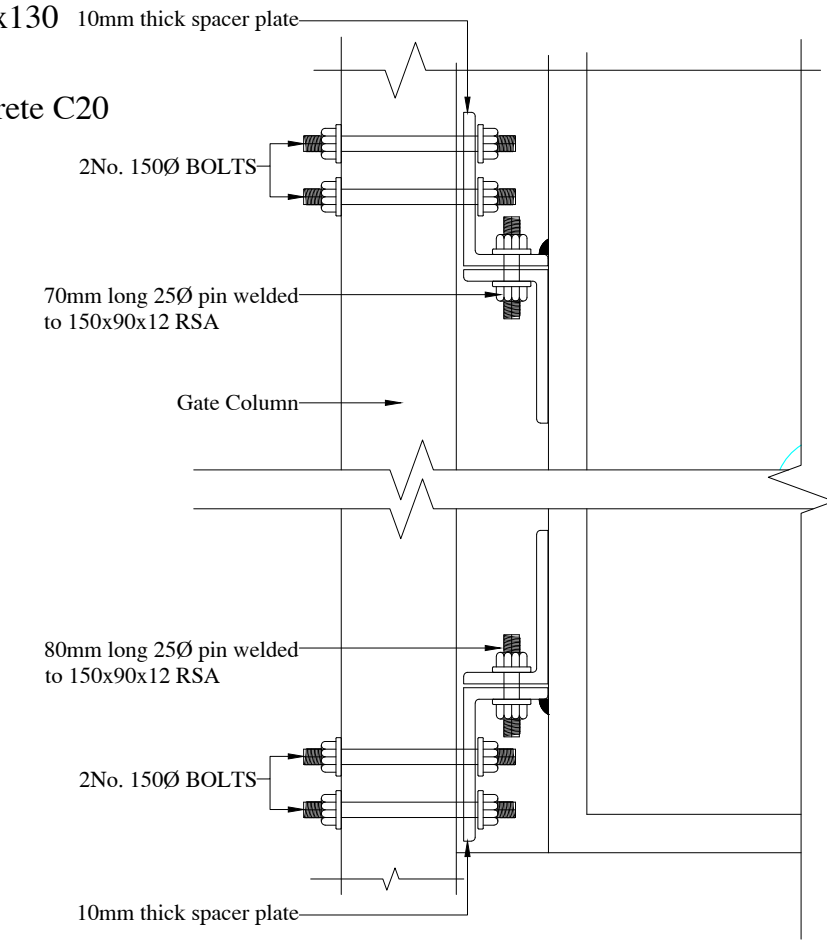 x130
10mm thick spacer plate
rete C20
2No. 150Ø BOLTS
70mm long 25Ø pin welded
to 150x90x12 RSA
Gate Column
80mm long 25Ø pin welded
to 150x90x12 RSA
2No. 150Ø BOLTS
10mm thick spacer plate